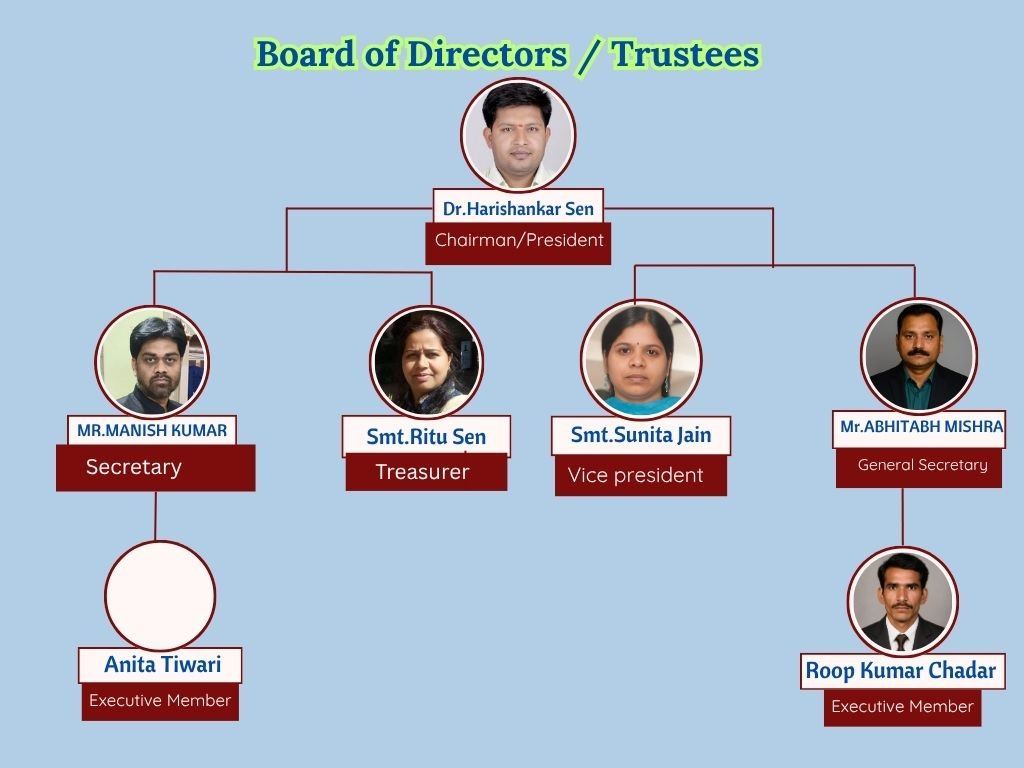 Board of Directors / Trustees
Dr.Harishankar Sen
Chairman/President
MR.MANISH KUMAR
Secretary
Smt.Ritu Sen
Treasurer
Smt.Sunita Jain
Vice president
Mr.ABHITABH MISHRA
General Secretary
Anita Tiwari
Executive Member
Roop Kumar Chadar
Executive Member